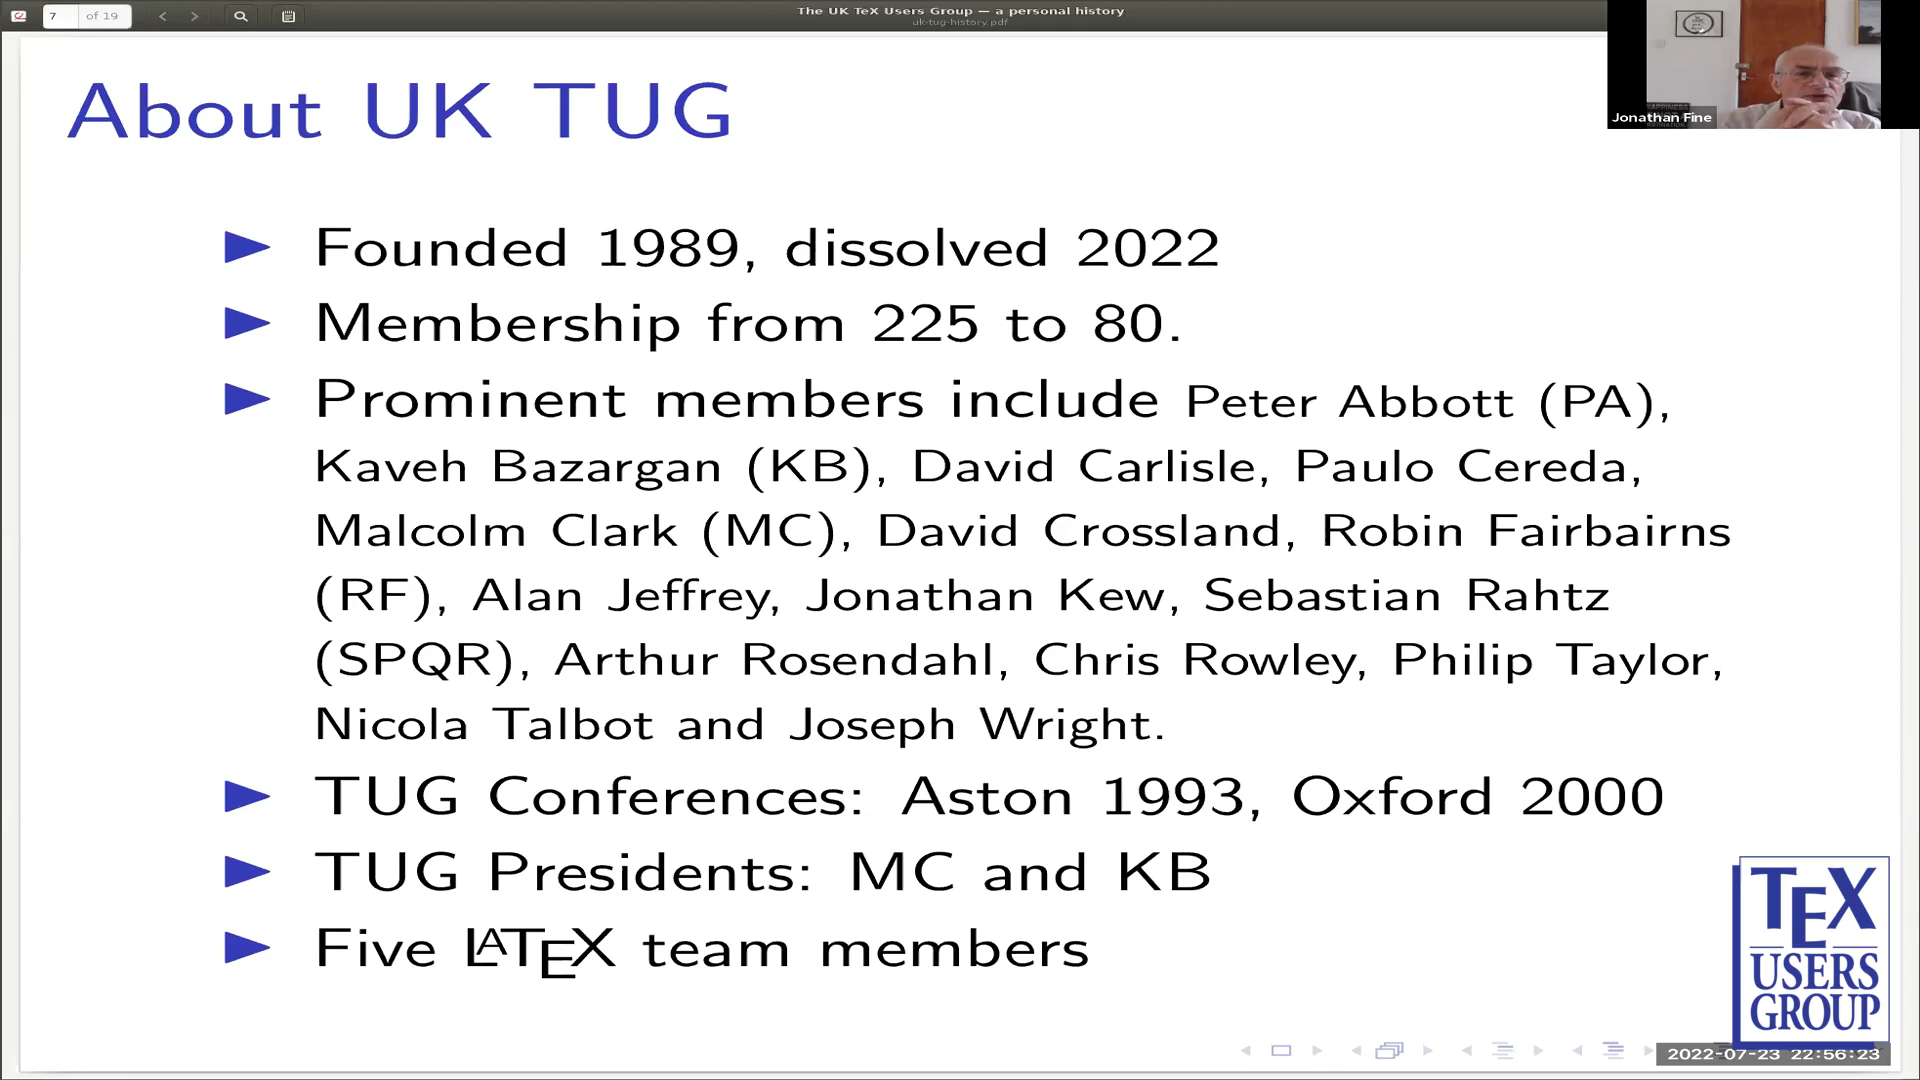 7 of 19
The UK TeX Users Group — a personal history
uk-tug-history.pdf
Jonathan Fine
About UK TUG
Founded 1989, dissolved 2022
Membership from 225 to 80.
Prominent members include Peter Abbott (PA),
Kaveh Bazargan (KB), David Carlisle, Paulo Cereda,
Malcolm Clark (MC), David Crossland, Robin Fairbairns
(RF), Alan Jeffrey, Jonathan Kew, Sebastian Rahtz
(SPQR), Arthur Rosendahl, Chris Rowley, Philip Taylor,
Nicola Talbot and Joseph Wright.
TUG Conferences: Aston 1993, Oxford 2000
TUG Presidents: MC and KB
Five LATEX team members
TEX
USERS
GROUP
2022-07-23 22:56:23